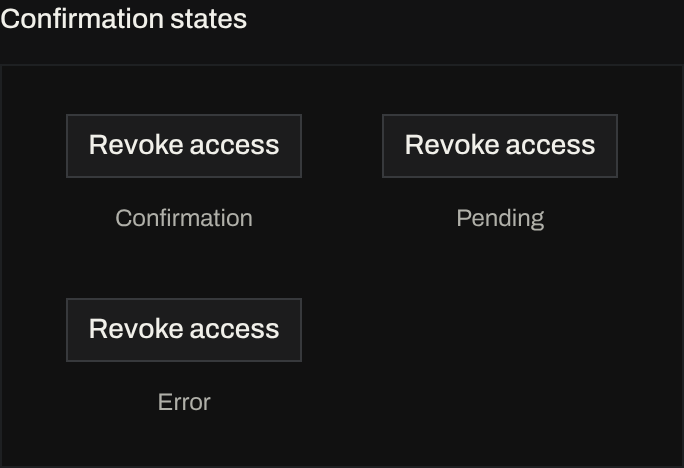 Confirmation states
Revoke access
Revoke access
Confirmation
Pending
Revoke access
Error